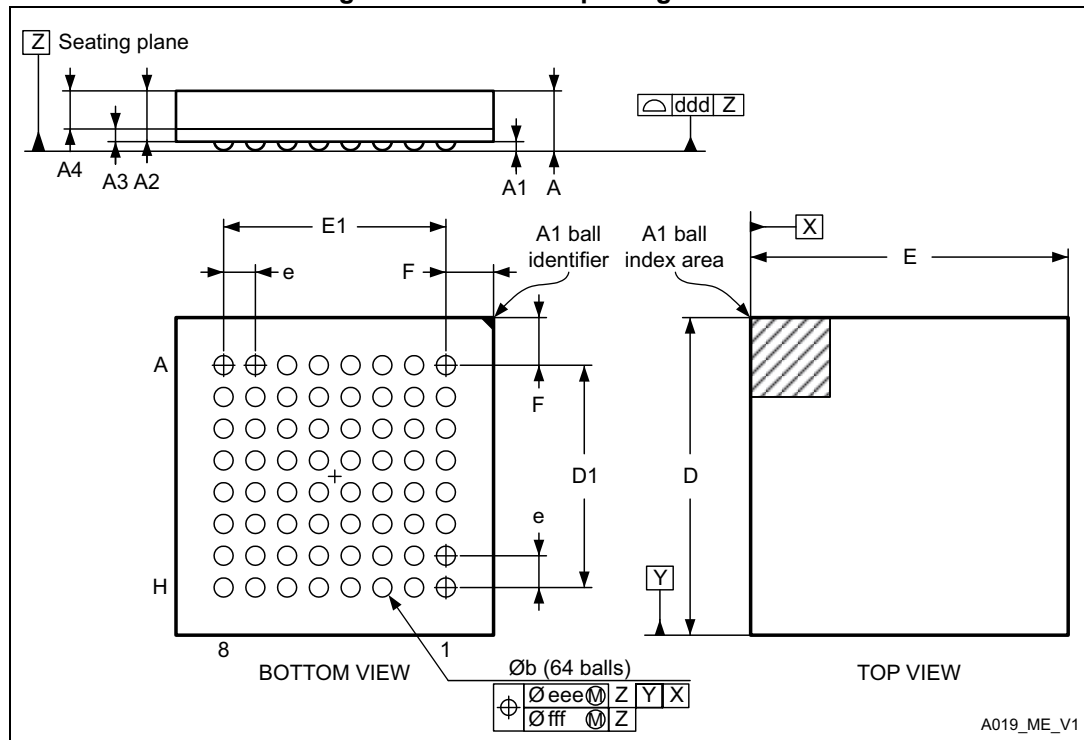 Z Seating plane
ddd Z
A4
A3 A2
A1
A
E1
e
F
A1 ball
identifier
A1 ball
index area
X
E
A
F
D1
D
e
H
Y
8
1
BOTTOM VIEW
Øb (64 balls)
TOP VIEW
Ø eee Ⓜ Z Y X
Ø fff Ⓜ Z
A019_ME_V1